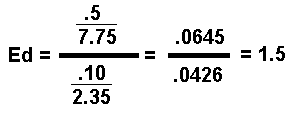 Ed = .5 / 7.75 / .10 / 2.35 = .0645 / .0426 = 1.5